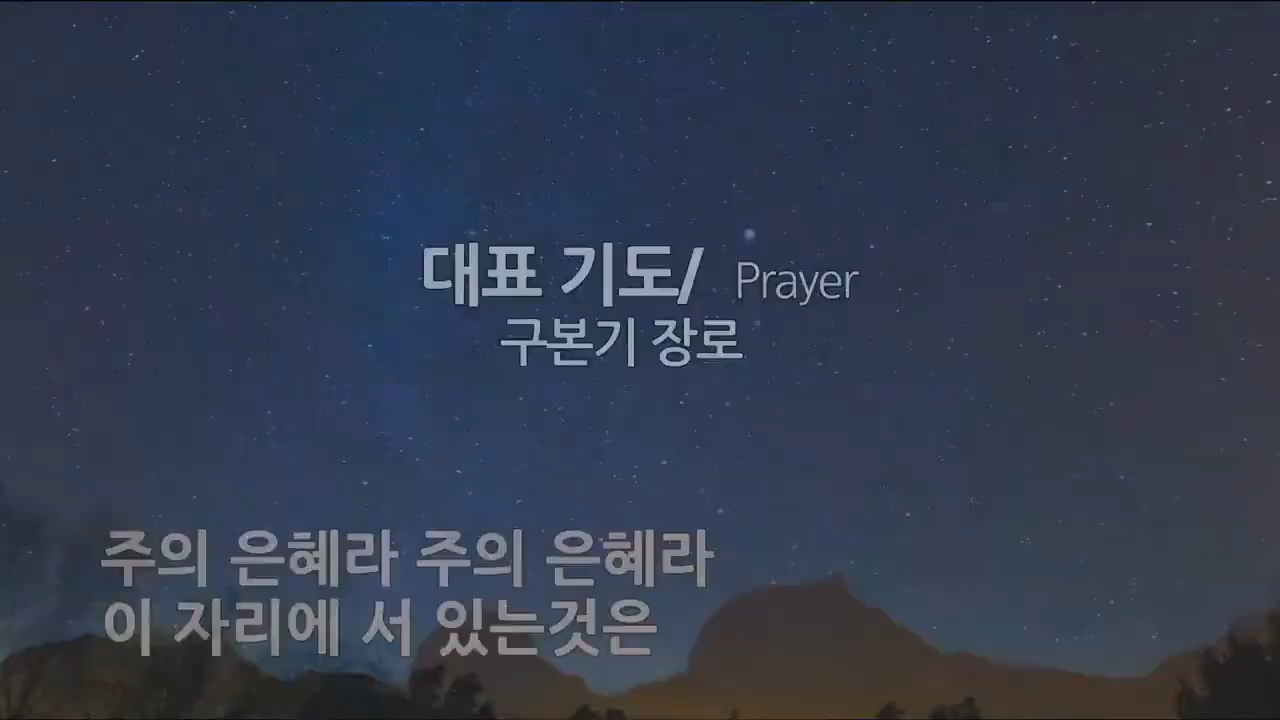 대표 기도/ Prayer
구본기 장로
주의 은혜라 주의 은혜라
이 자리에 서 있는것은